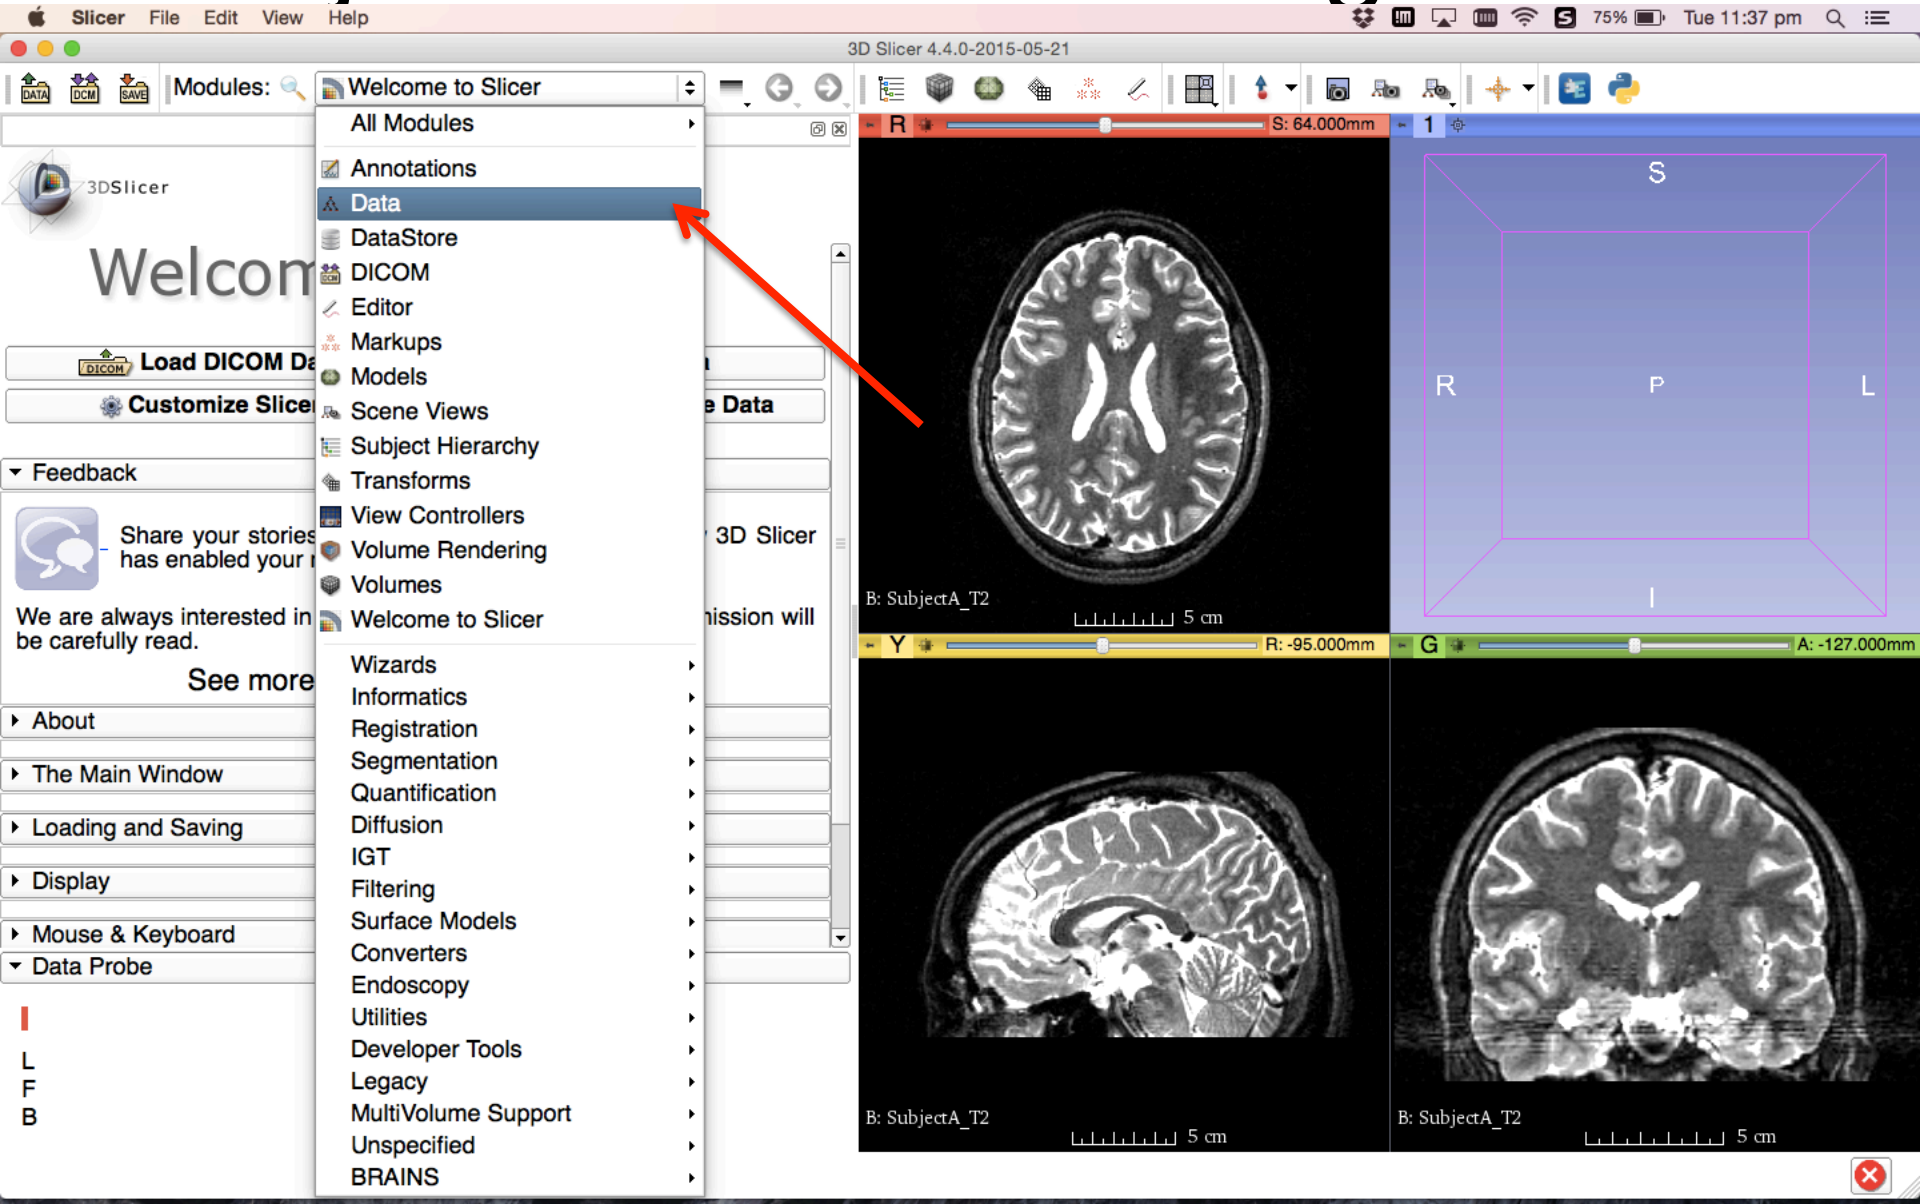 Slicer File Edit View Help 75% Tue 11:37 pm
3D Slicer 4.4.0-2015-05-21
DATA DCM SAVE Modules: Welcome to Slicer
All Modules
Annotations
Data
DataStore
DICOM
Editor
Markups
Models
Scene Views
Subject Hierarchy
Transforms
View Controllers
Volume Rendering
Volumes
Welcome to Slicer
Wizards
Informatics
Registration
Segmentation
Quantification
Diffusion
IGT
Filtering
Surface Models
Converters
Endoscopy
Utilities
Developer Tools
Legacy
MultiVolume Support
Unspecified
BRAINS
3DSlicer
Welcom
DICOM Load DICOM Da
Customize Slicer e Data
Feedback
Share your stories 3D Slicer
has enabled your
We are always interested in ission will
be carefully read.
See more
About
The Main Window
Loading and Saving
Display
Mouse & Keyboard
Data Probe
L
F
B
R S: 64.000mm
B: SubjectA_T2
5 cm
1
S
R P L
I
Y R: -95.000mm
B: SubjectA_T2
5 cm
G A: -127.000mm
B: SubjectA_T2
5 cm